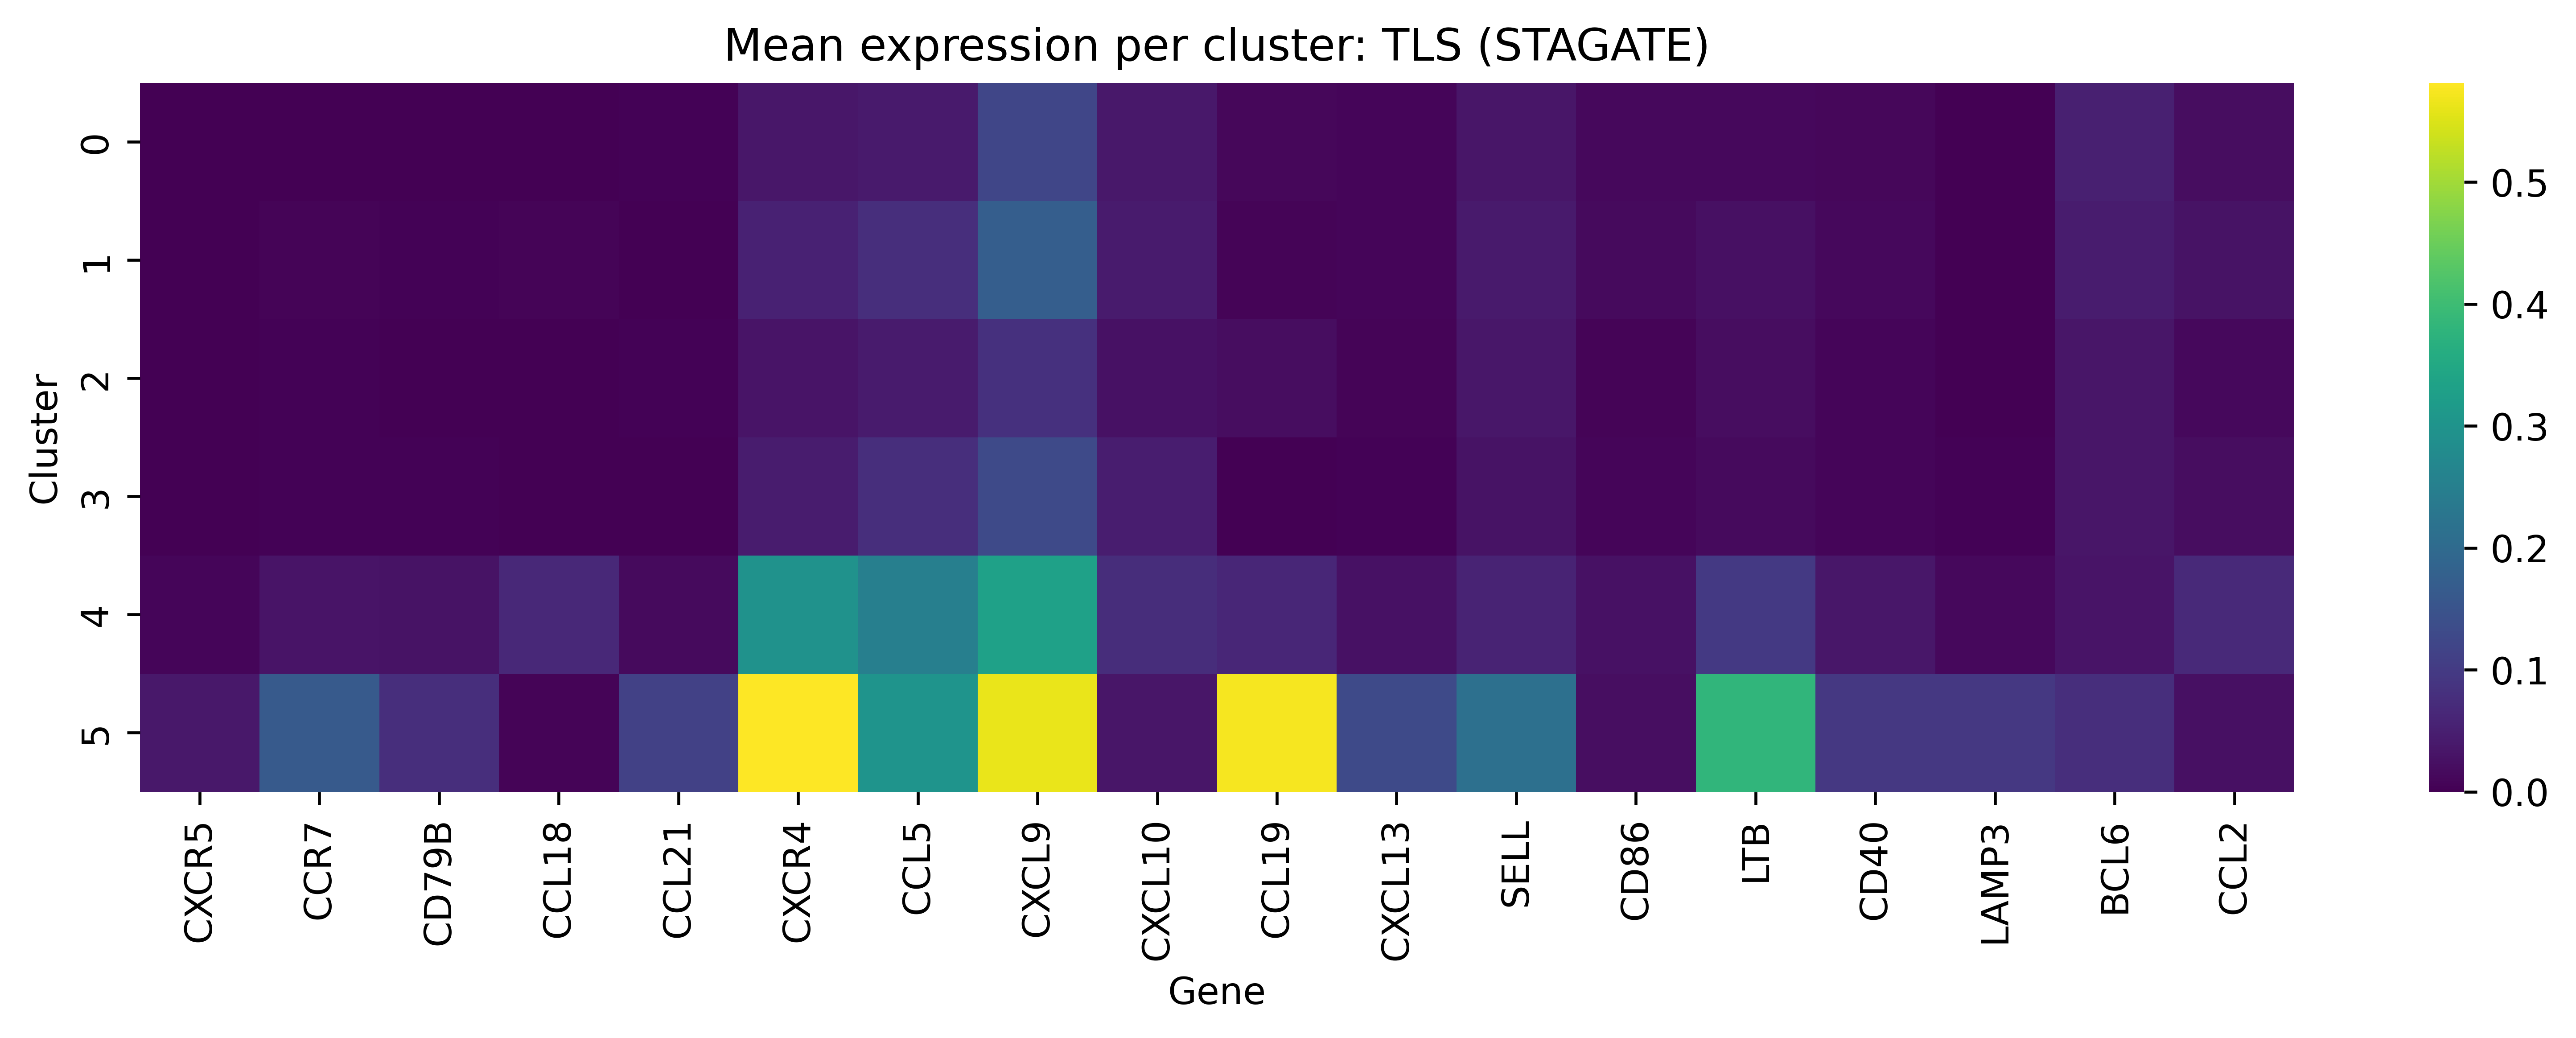 Mean expression per cluster: TLS (STAGATE)
Cluster
0
1
2
3
4
5
CXCR5
CCR7
CD79B
CCL18
CCL21
CXCR4
CCL5
CXCL9
CXCL10
CCL19
CXCL13
SELL
CD86
LTB
CD40
LAMP3
BCL6
CCL2
Gene
0.5
0.4
0.3
0.2
0.1
0.0